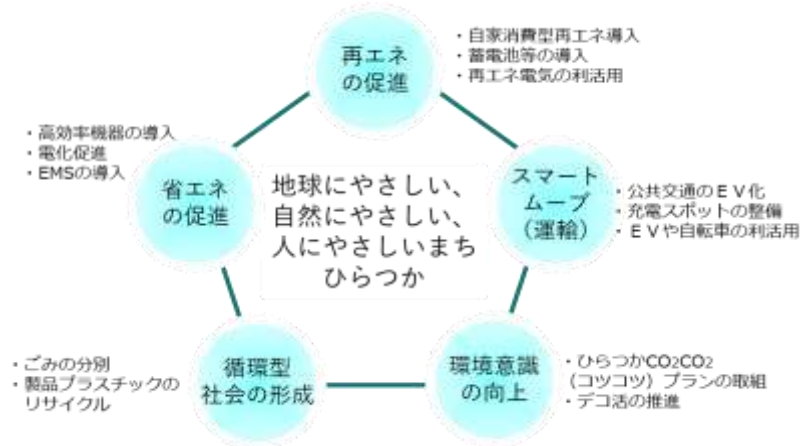 再エネ
の促進
・自家消費型再エネ導入
・蓄電池等の導入
・再エネ電気の利活用
・高効率機器の導入
・電化促進
・EMSの導入
省エネ
の促進
地球にやさしい、
自然にやさしい、
人にやさしいまち
ひらつか
スマート
ムーブ
（運輸）
・公共交通のＥＶ化
・充電スポットの整備
・ＥＶや自転車の利活用
・ごみの分別
・製品プラスチックの
リサイクル
循環型
社会の形成
環境意識
の向上
・ひらつかCO2CO2
（コツコツ）プランの取組
・デコ活の推進